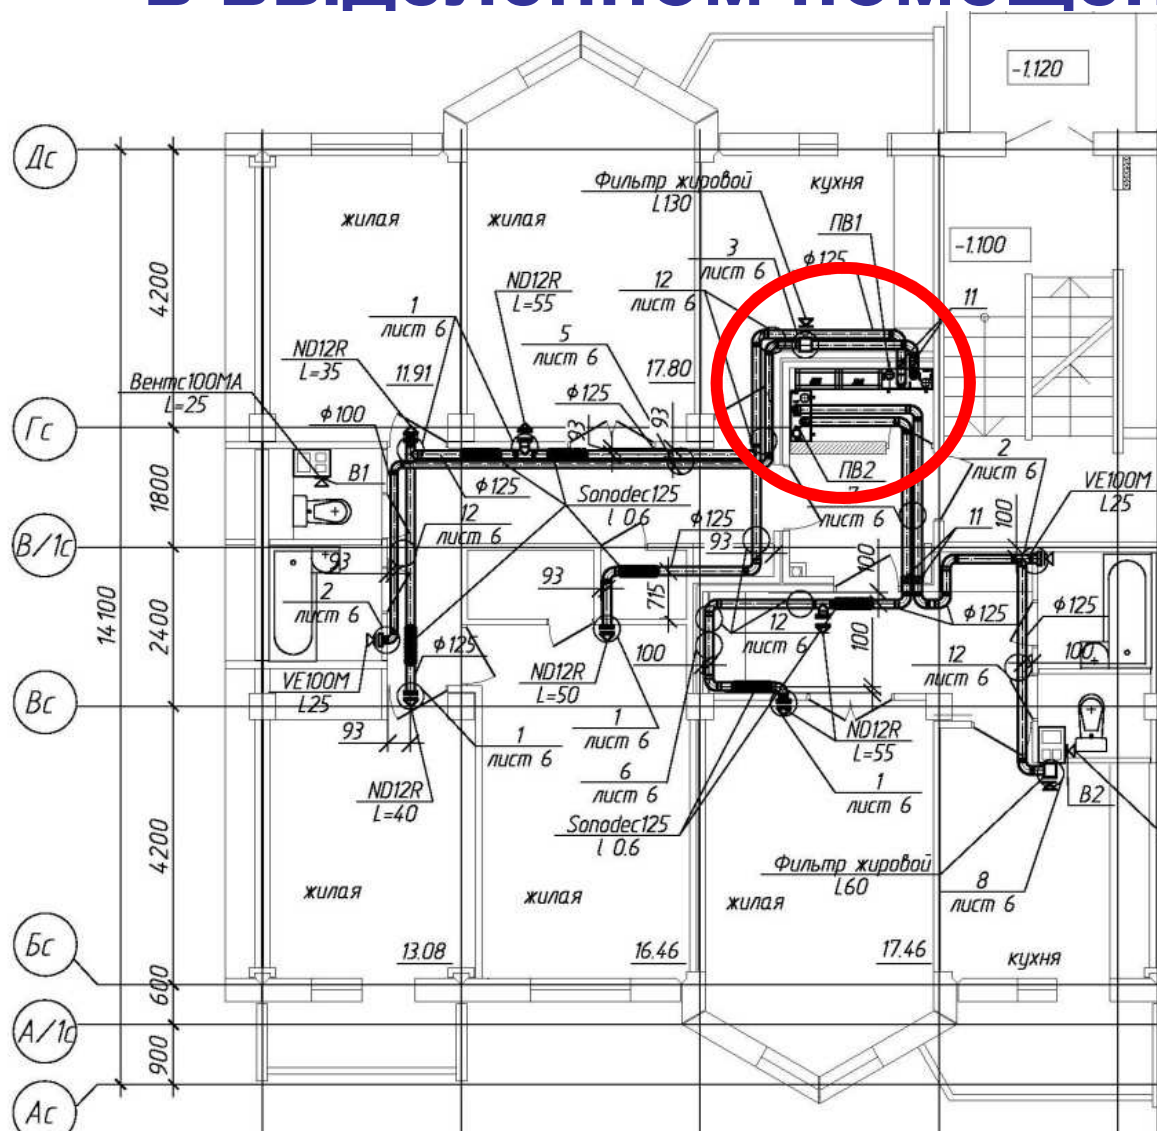 -1.120
Дс
Фильтр жировой
L130
кухня
жилая
жилая
ПВ1
-1.100
3
лист 6
ф125
ND12R
L=55
12
лист 6
11
4200
1
лист 6
5
лист 6
ND12R
L=35
11.91
17.80
Вентс100МА
L=25
ф125
ф100
93
93
Гс
В1
ф125
Sonodec125
l 0.6
ПВ2
2
лист 6
VE100M
L25
1800
12
лист 6
лист 6
11
100
ф125
В/1с
93
93
93
100
2
лист 6
715
14100
2400
ф125
ф125
12
лист 6
100
100
12
лист 6
100
VE100M
L25
ND12R
L=50
Вс
93
1
лист 6
1
лист 6
ND12R
L=55
ND12R
L=40
6
лист 6
1
лист 6
В2
Sonodec125
l 0.6
4200
Фильтр жировой
L60
8
лист 6
жилая
жилая
жилая
13.08
16.46
17.46
кухня
Бс
600
А/1с
900
Ас